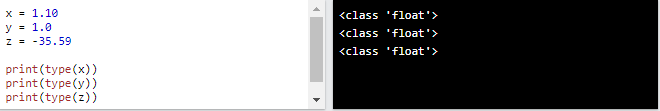 x = 1.10
y = 1.0
z = -35.59
print(type(x))
print(type(y))
print(type(z))
<class 'float'>
<class 'float'>
<class 'float'>